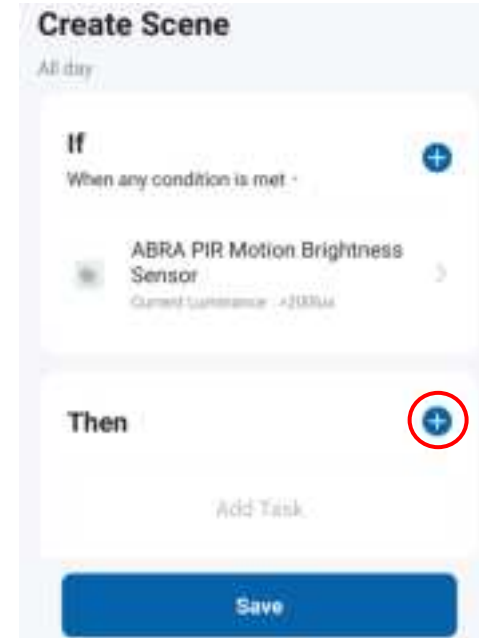 Create Scene
All day
If
When any condition is met
ABRA PIR Motion Brightness
Sensor
Current Luminance
Then
Add Task
Save